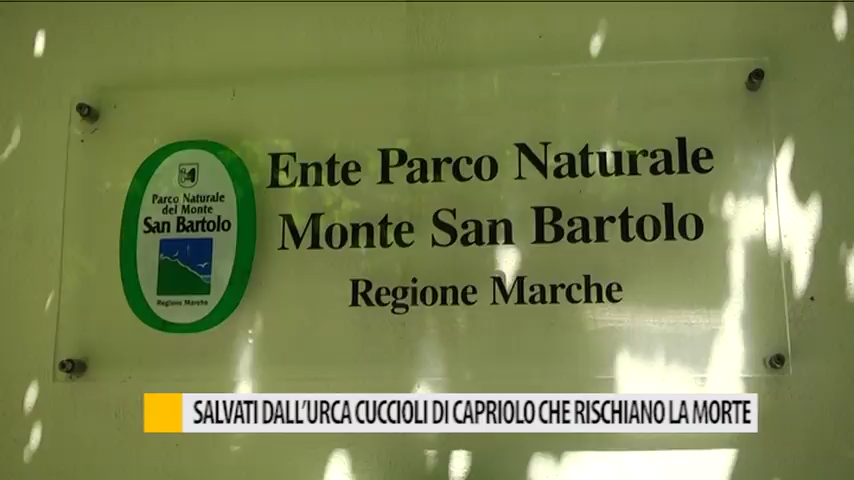 Ente Parco Naturale
Monte San Bartolo
Regione Marche
Parco Naturale
del Monte
San Bartolo
Regione Marche
SALVATI DALL'URCA CUCCIOLI DI CAPRIOLO CHE RISCHIANO LA MORTE